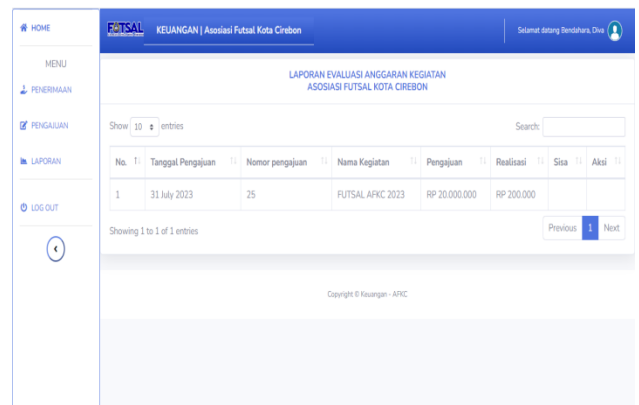 HOME
MENU
PENERIMAAN
PENGAJUAN
LAPORAN
LOG OUT
FUTSAL KEUANGAN | Asosiasi Futsal Kota Cirebon Selamat datang Bendahara, Diva
LAPORAN EVALUASI ANGGARAN KEGIATAN
ASOSIASI FUTSAL KOTA CIREBON
Show 10 entries Search:
No. Tanggal Pengajuan Nomor pengajuan Nama Kegiatan Pengajuan Realisasi Sisa Aksi
1 31 July 2023 25 FUTSAL AFKC 2023 RP 20.000.000 RP 200.000
Showing 1 to 1 of 1 entries Previous 1 Next
Copyright © Keuangan - AFKC